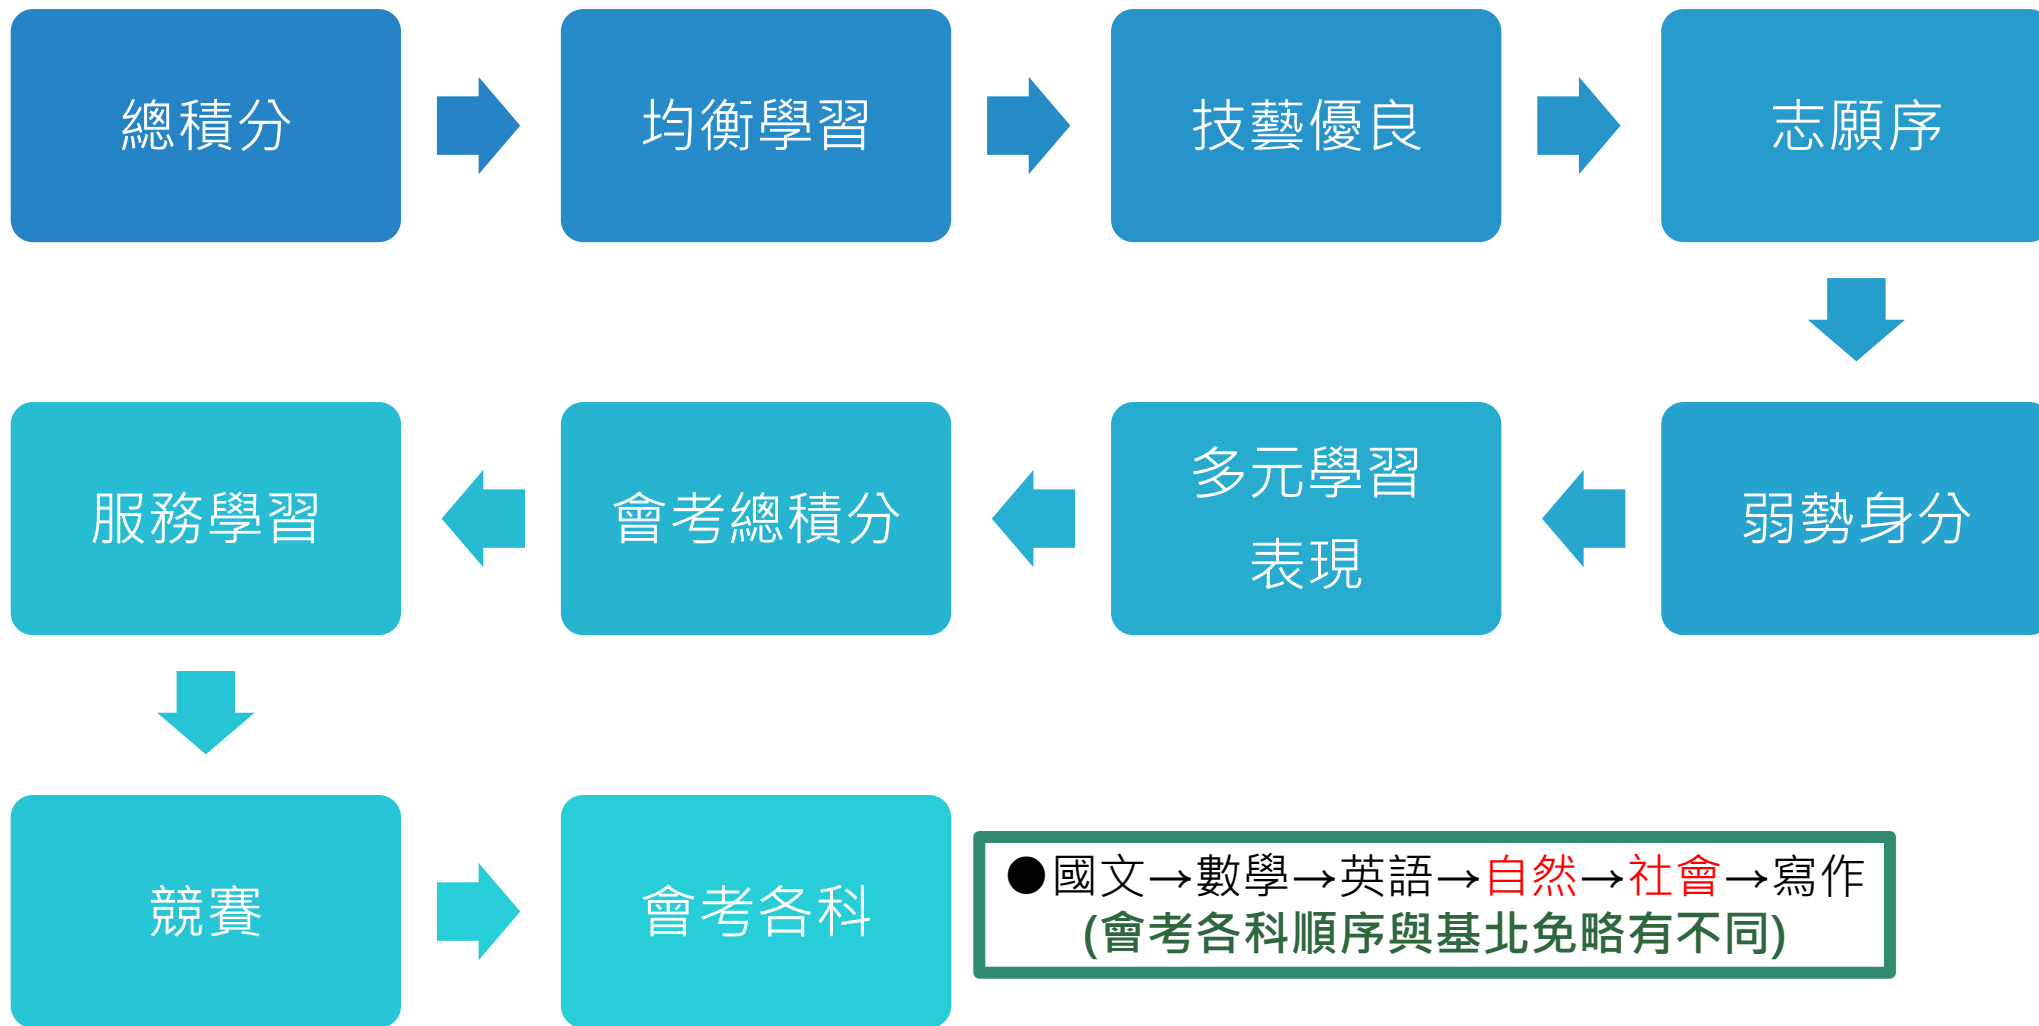 總積分
均衡學習
技藝優良
志願序
弱勢身分
多元學習
表現
會考總積分
服務學習
競賽
會考各科
●國文→數學→英語→自然→社會→寫作
(會考各科順序與基北免略有不同)